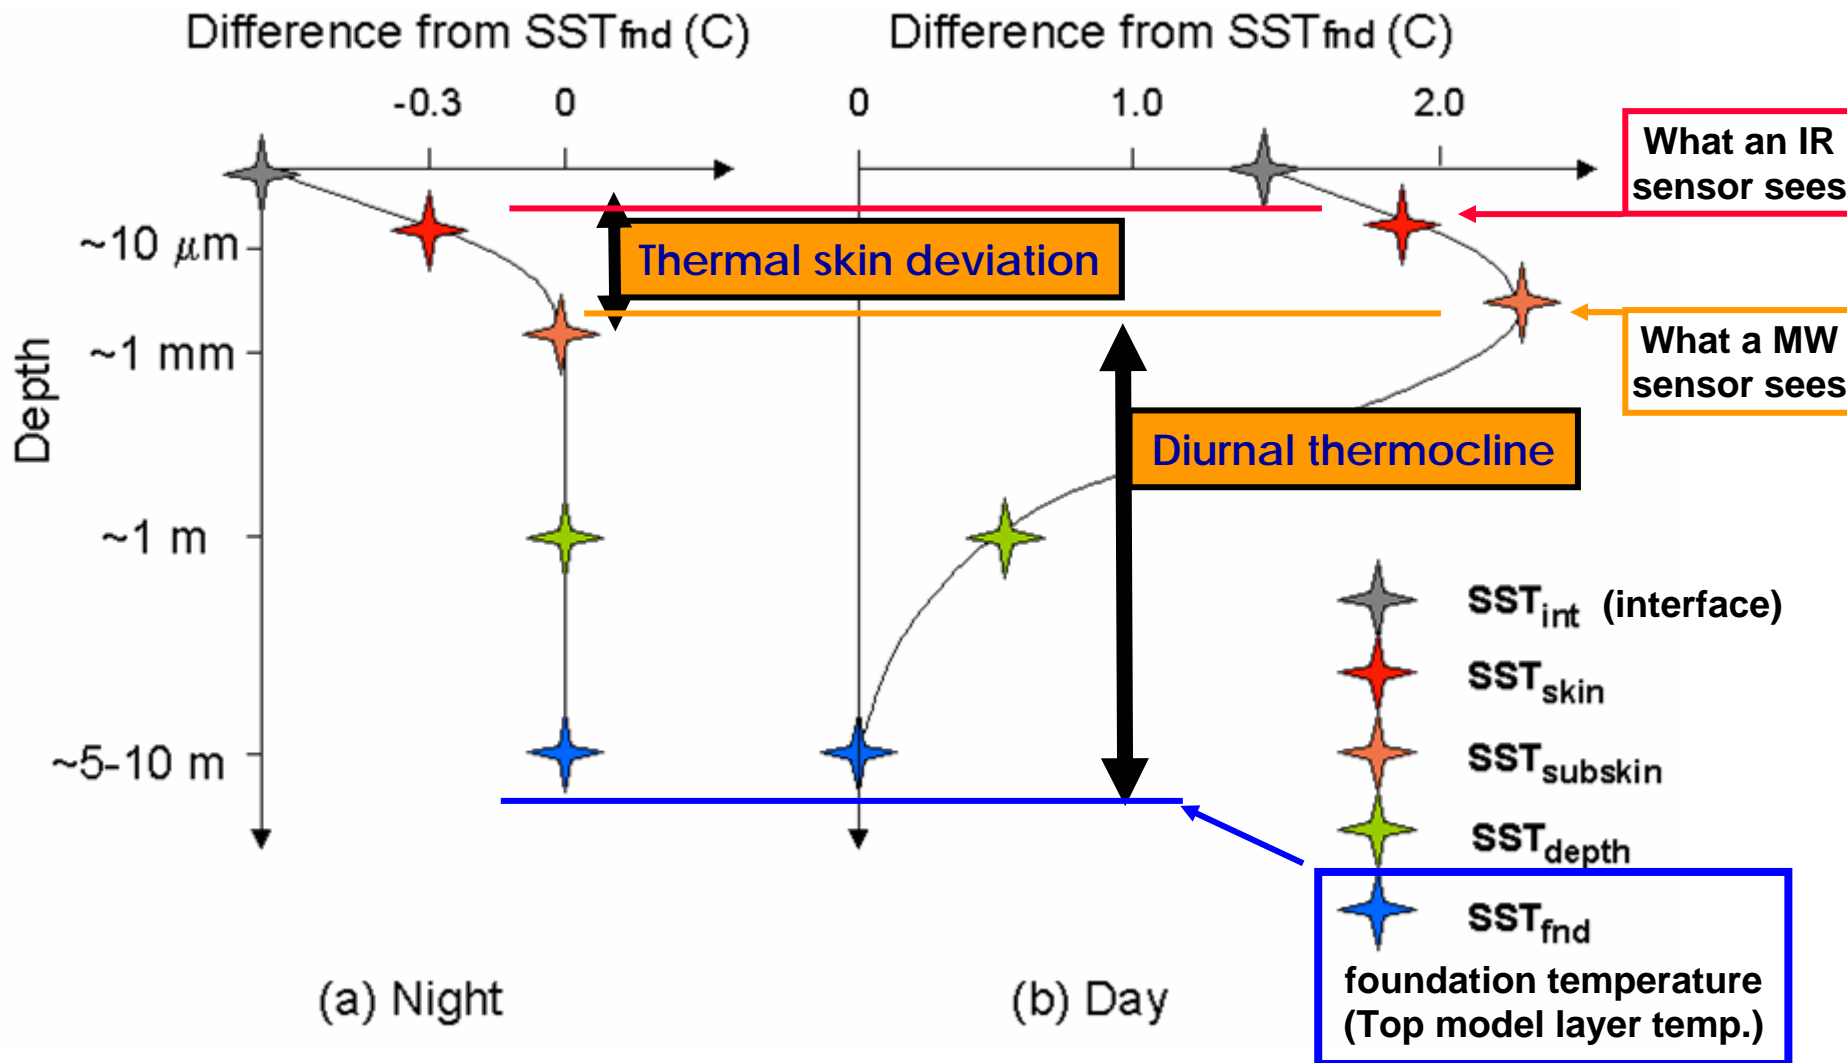 Difference from SSTfnd (C)
Difference from SSTfnd (C)
-0.3 0
0 1.0 2.0
What an IR
sensor sees
~10 μm
Thermal skin deviation
~1 mm
What a MW
sensor sees
Depth
Diurnal thermocline
~1 m
~5-10 m
SSTint (interface)
SSTskin
SSTsubskin
SSTdepth
SSTfnd
foundation temperature
(Top model layer temp.)
(a) Night
(b) Day